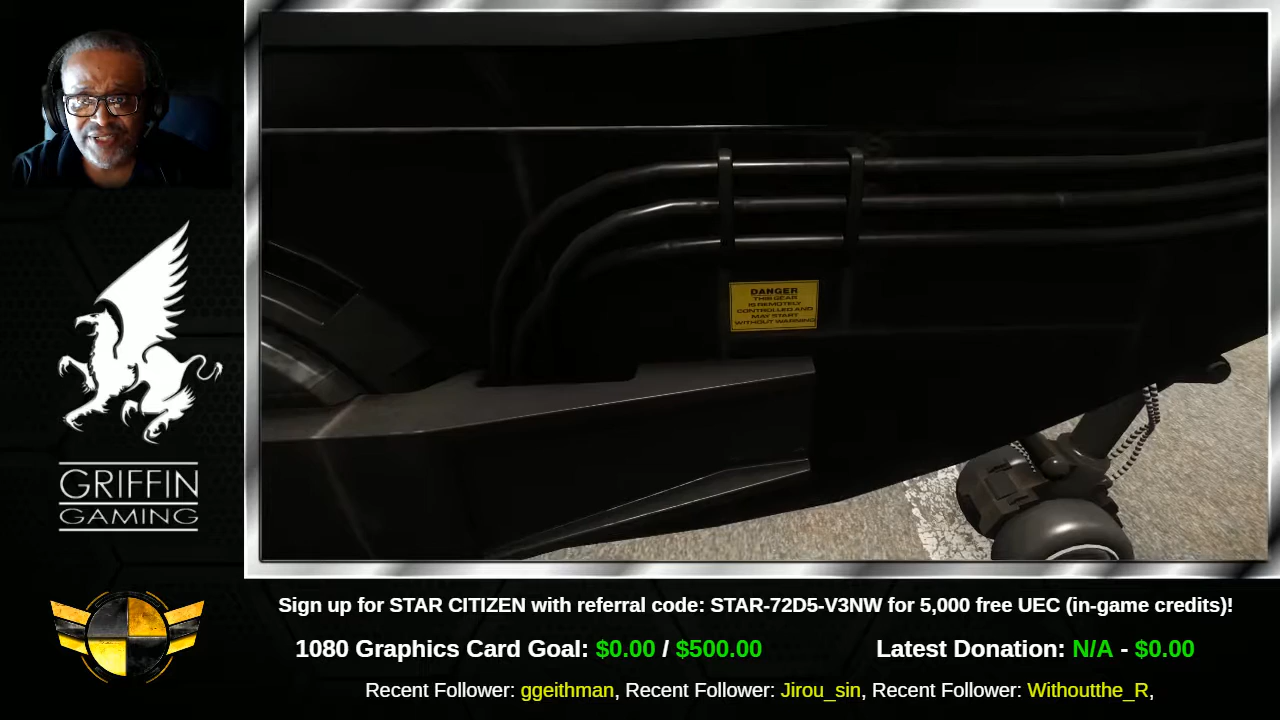 DANGER
THIS GEAR
IS REMOTELY
CONTROLLED AND
MAY START
WITHOUT WARNING
GRIFFIN
GAMING
Sign up for STAR CITIZEN with referral code: STAR-72D5-V3NW for 5,000 free UEC (in-game credits)!
1080 Graphics Card Goal: $0.00 / $500.00 Latest Donation: N/A - $0.00
Recent Follower: ggeithman, Recent Follower: Jirou_sin, Recent Follower: Withoutthe_R,